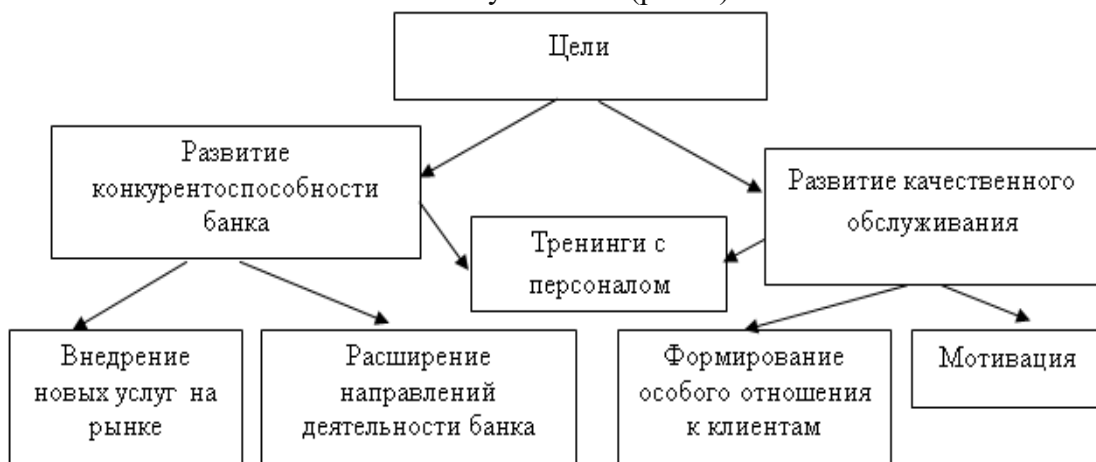 Цели
Развитие
конкурентоспособности
банка
Развитие качественного
обслуживания
Тренинги с
персоналом
Внедрение
новых услуг на
рынке
Расширение
направлений
деятельности банка
Формирование
особого отношения
к клиентам
Мотивация